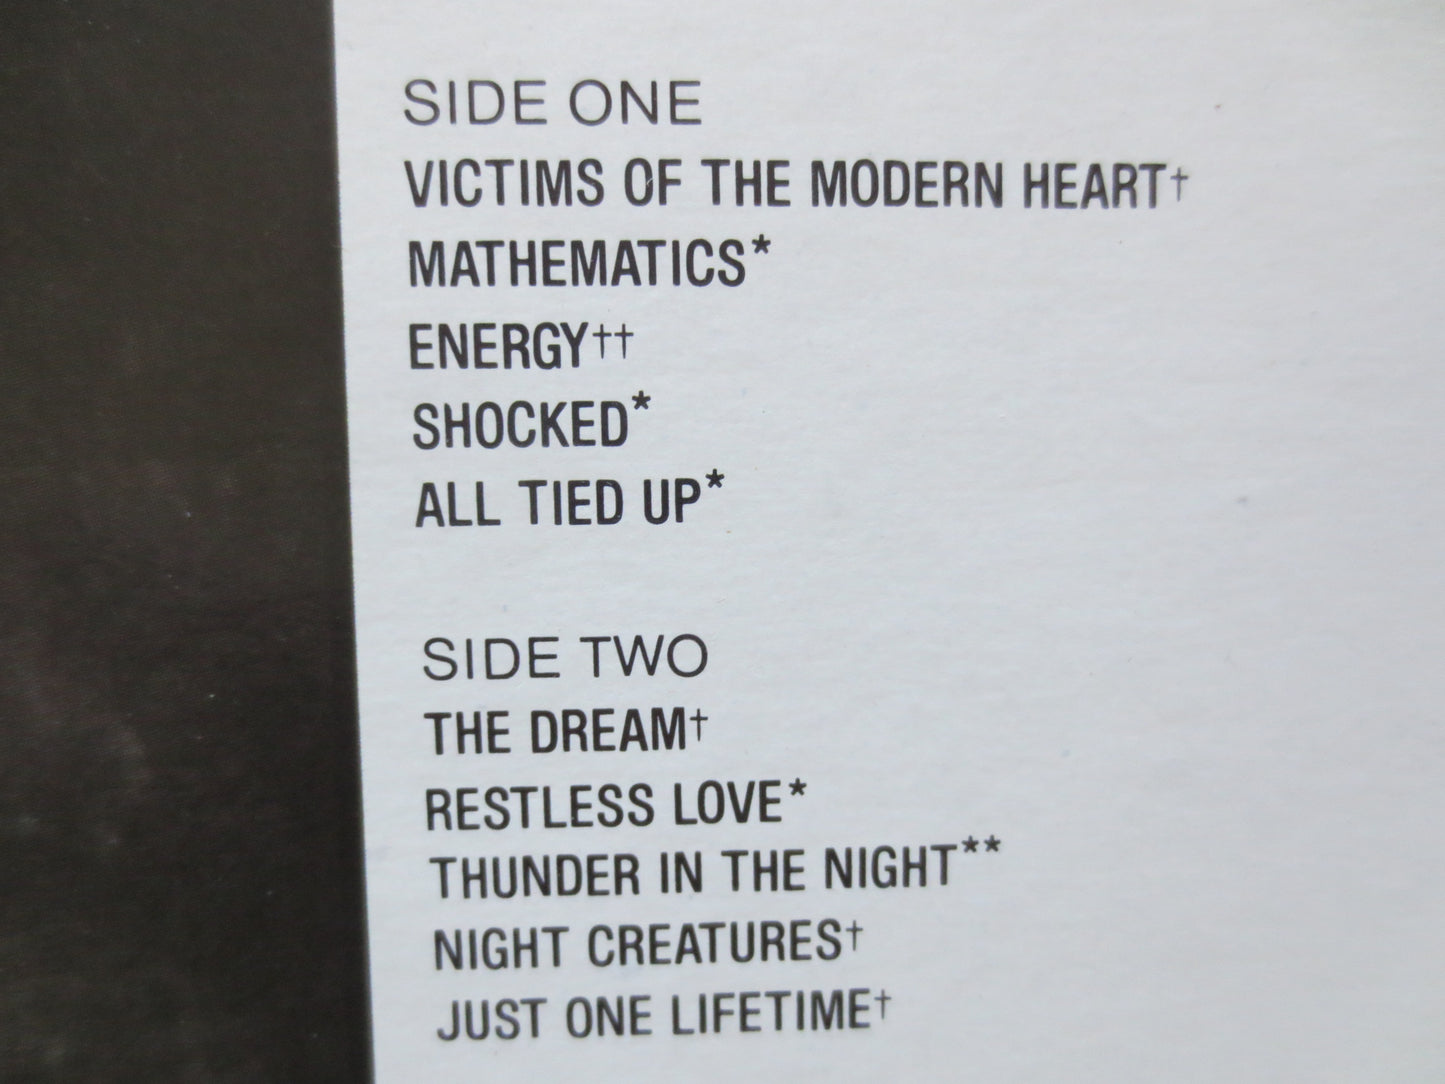 SIDE ONE
VICTIMS OF THE MODERN HEART†
MATHEMATICS*
ENERGY††
SHOCKED*
ALL TIED UP*
SIDE TWO
THE DREAM†
RESTLESS LOVE*
THUNDER IN THE NIGHT**
NIGHT CREATURES†
JUST ONE LIFETIME†